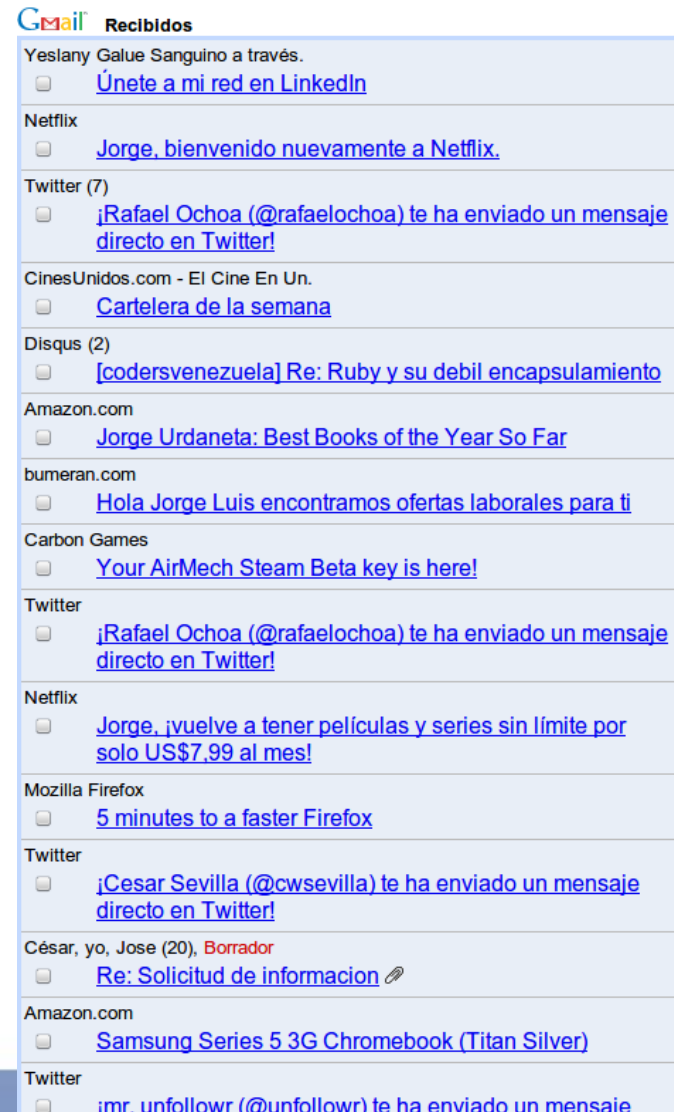 Gmail Recibidos
Yeslany Galue Sanguino a través.
Únete a mi red en LinkedIn
Netflix
Jorge, bienvenido nuevamente a Netflix.
Twitter (7)
¡Rafael Ochoa (@rafaelochoa) te ha enviado un mensaje
directo en Twitter!
CinesUnidos.com - El Cine En Un.
Cartelera de la semana
Disqus (2)
[codersvenezuela] Re: Ruby y su debil encapsulamiento
Amazon.com
Jorge Urdaneta: Best Books of the Year So Far
bumeran.com
Hola Jorge Luis encontramos ofertas laborales para ti
Carbon Games
Your AirMech Steam Beta key is here!
Twitter
¡Rafael Ochoa (@rafaelochoa) te ha enviado un mensaje
directo en Twitter!
Netflix
Jorge, ¡vuelve a tener películas y series sin límite por
solo US$7,99 al mes!
Mozilla Firefox
5 minutes to a faster Firefox
Twitter
¡Cesar Sevilla (@cwsevilla) te ha enviado un mensaje
directo en Twitter!
César, yo, Jose (20), Borrador
Re: Solicitud de informacion
Amazon.com
Samsung Series 5 3G Chromebook (Titan Silver)
Twitter
¡mr. unfollowr (@unfollowr) te ha enviado un mensaje